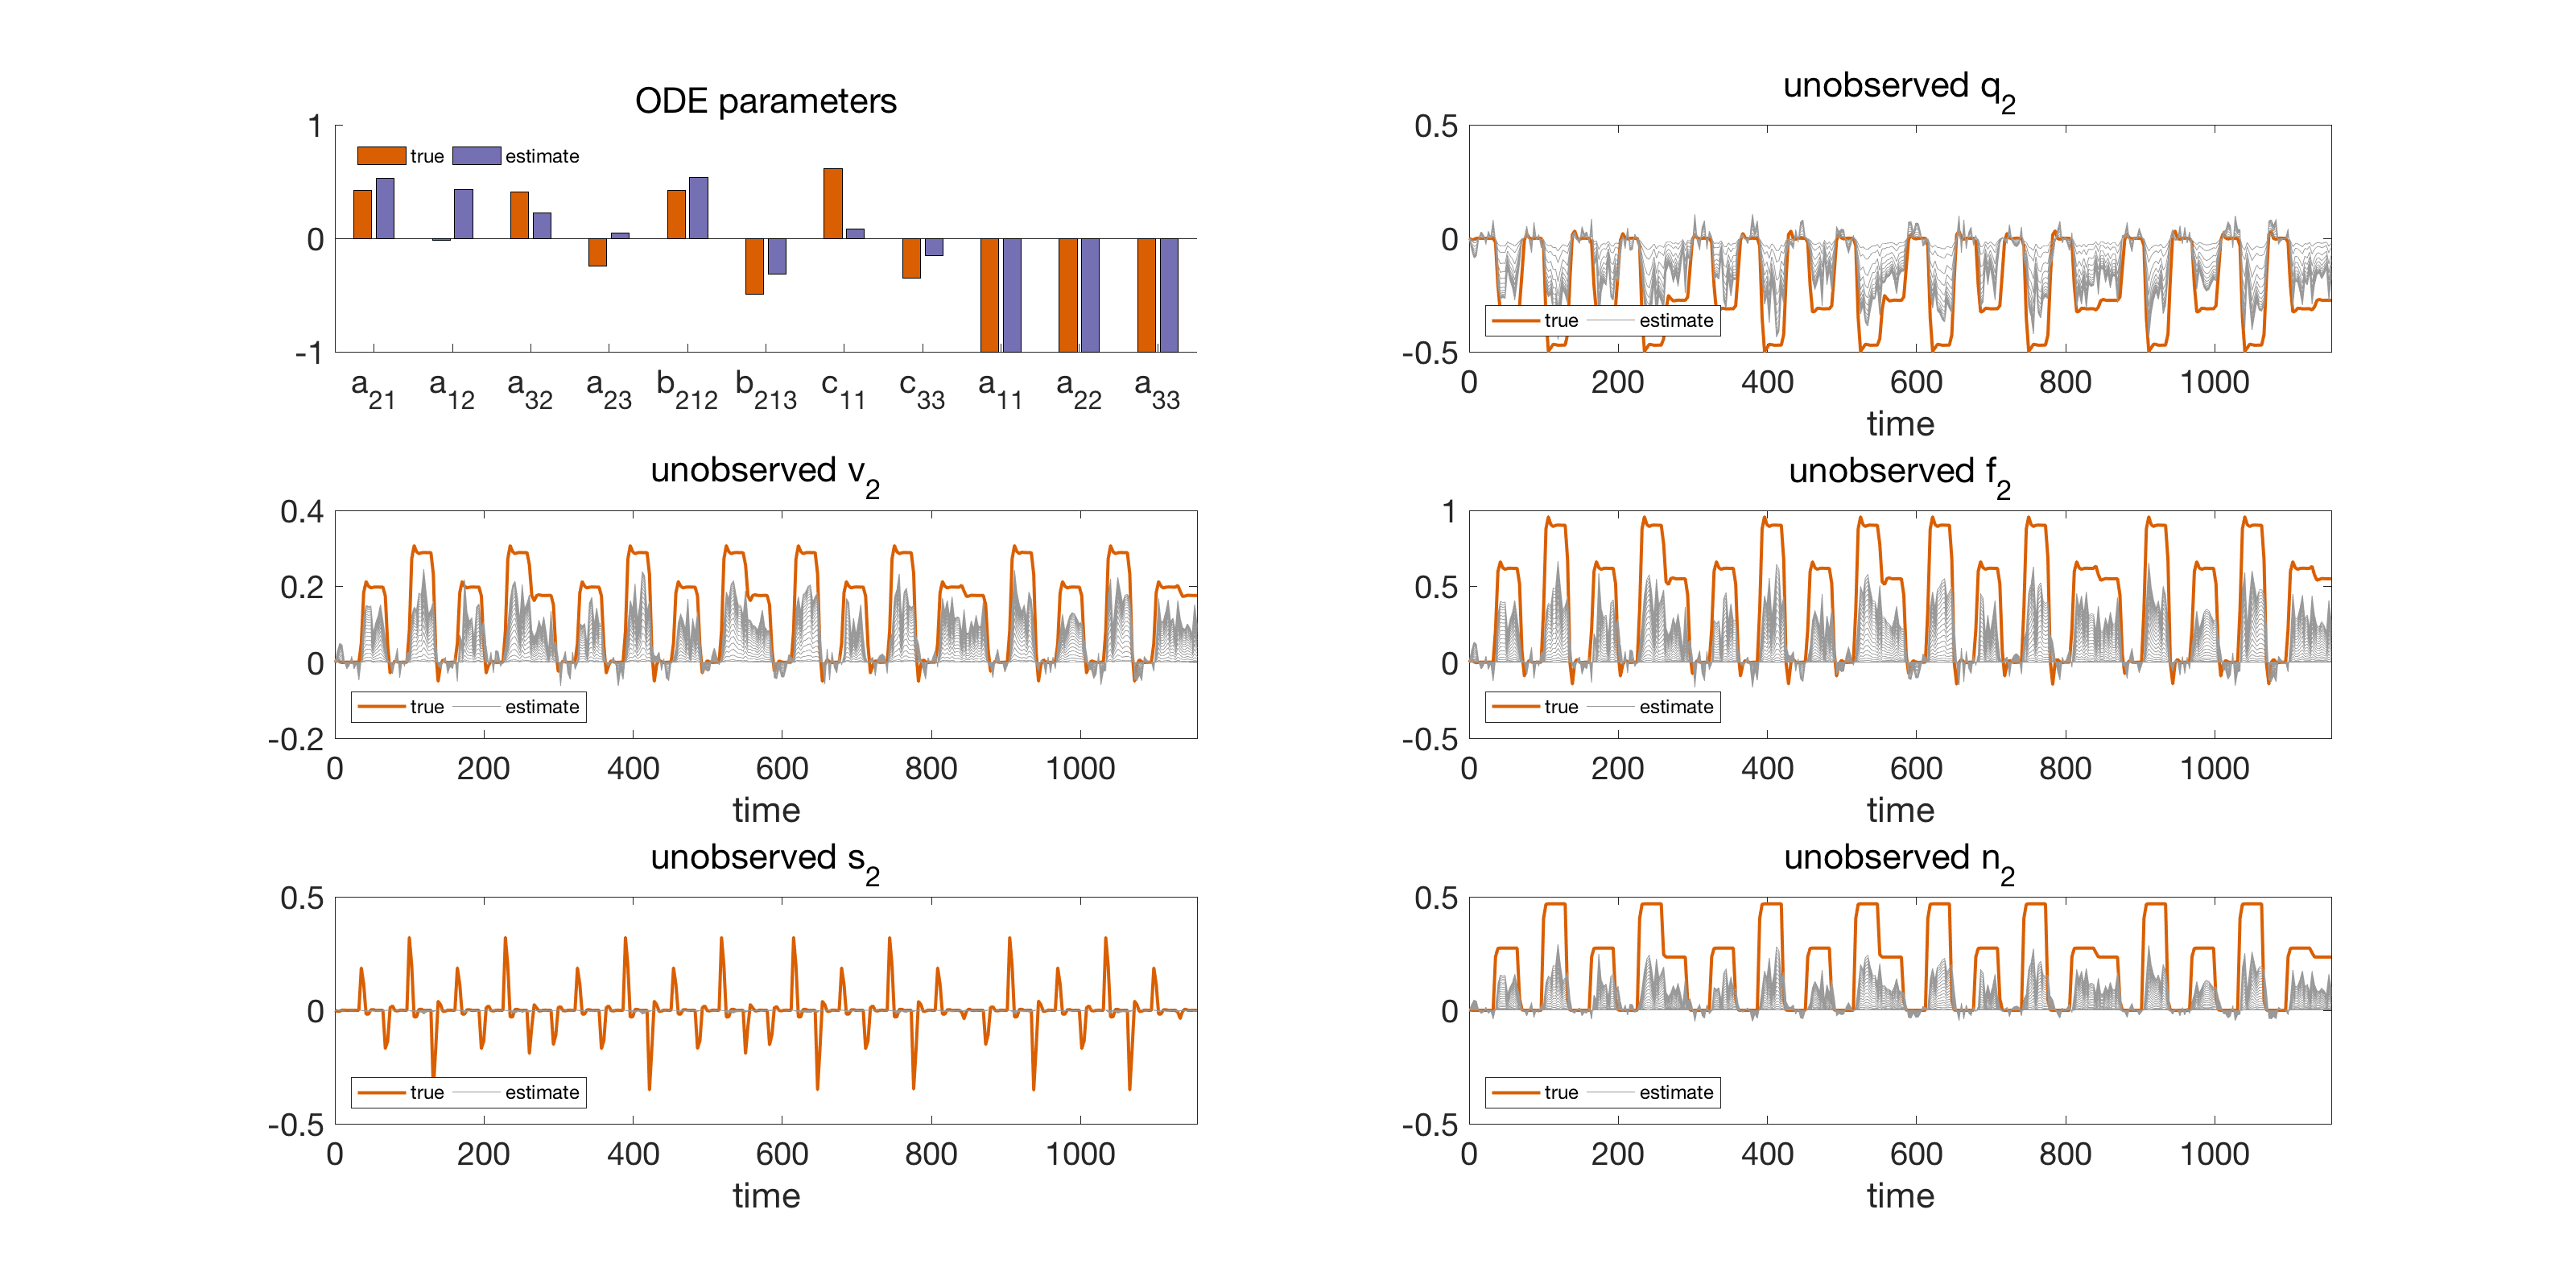 ODE parameters
1
0
-1
true estimate
a21 a12 a32 a23 b212 b213 c11 c33 a11 a22 a33
unobserved q2
0.5
0
-0.5
true estimate
0 200 400 600 800 1000
time
unobserved v2
0.4
0.2
0
-0.2
true estimate
0 200 400 600 800 1000
time
unobserved f2
1
0.5
0
-0.5
true estimate
0 200 400 600 800 1000
time
unobserved s2
0.5
0
-0.5
true estimate
0 200 400 600 800 1000
time
unobserved n2
0.5
0
-0.5
true estimate
0 200 400 600 800 1000
time